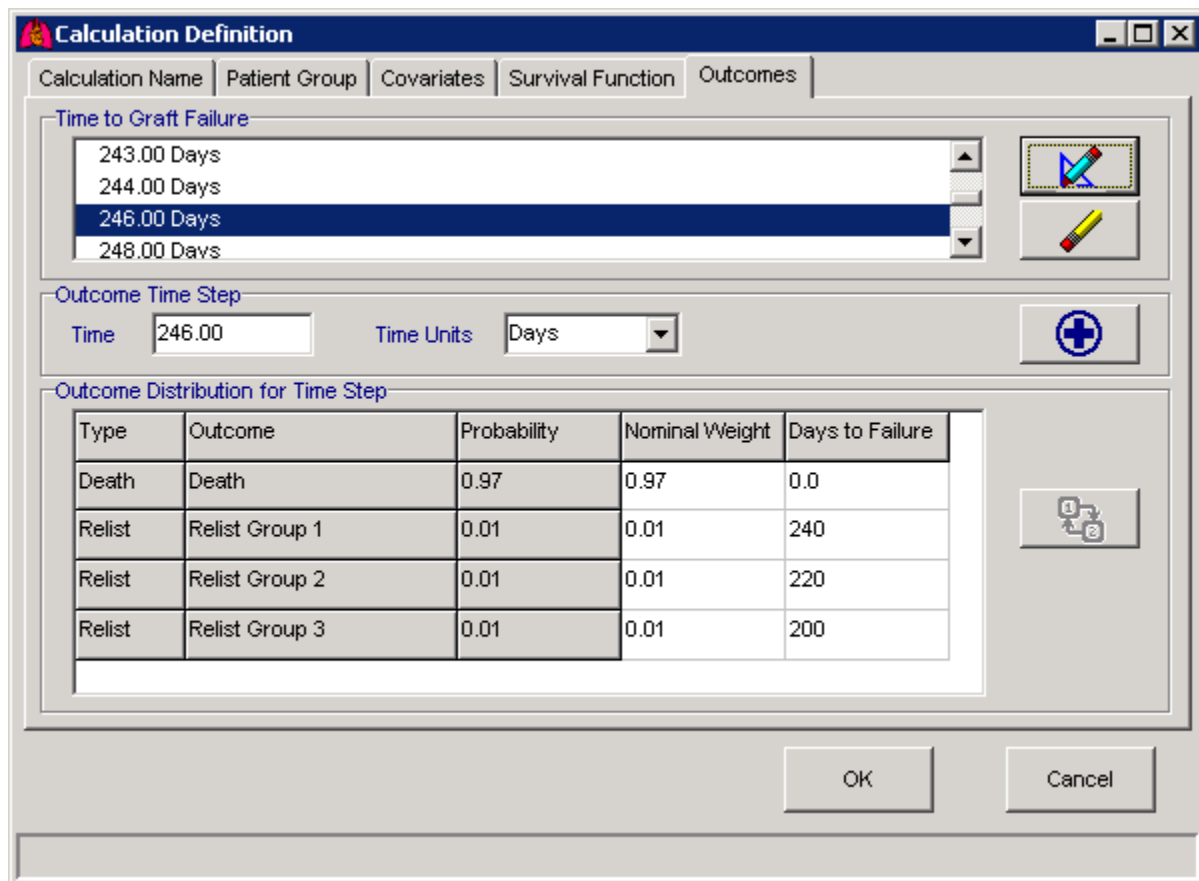 Calculation Definition
Calculation Name Patient Group Covariates Survival Function Outcomes
Time to Graft Failure
243.00 Days
244.00 Days
246.00 Days
248.00 Days
Outcome Time Step
Time 246.00 Time Units Days
Outcome Distribution for Time Step
Type Outcome Probability Nominal Weight Days to Failure
Death Death 0.97 0.97 0.0
Relist Relist Group 1 0.01 0.01 240
Relist Relist Group 2 0.01 0.01 220
Relist Relist Group 3 0.01 0.01 200
1
2
OK Cancel